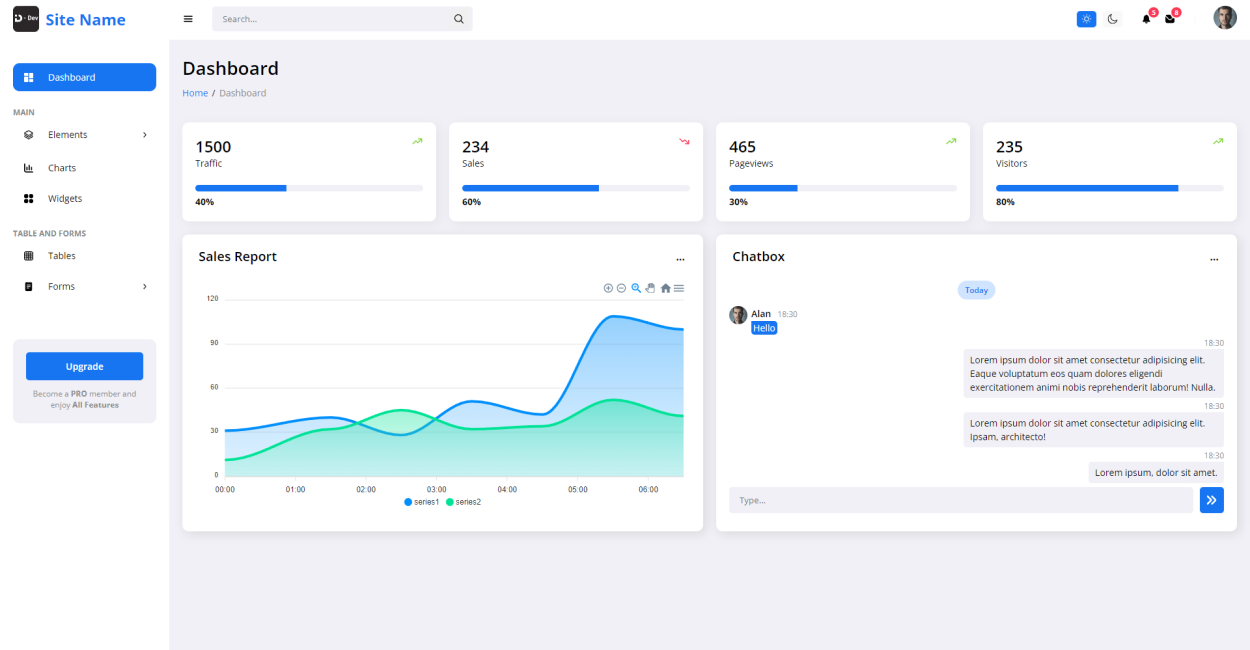 D - Dev
Site Name
Search...
5
8
Dashboard
MAIN
Elements
Charts
Widgets
TABLE AND FORMS
Tables
Forms
Upgrade
Become a PRO member and
enjoy All Features
Dashboard
Home / Dashboard
1500
Traffic
40%
234
Sales
60%
465
Pageviews
30%
235
Visitors
80%
Sales Report
...
120
90
60
30
0
00:00
01:00
02:00
03:00
04:00
05:00
06:00
series1
series2
Chatbox
...
Today
Alan 18:30
Hello
18:30
Lorem ipsum dolor sit amet consectetur adipisicing elit.
Eaque voluptatum eos quam dolores eligendi
exercitationem animi nobis reprehenderit laborum! Nulla.
18:30
Lorem ipsum dolor sit amet consectetur adipisicing elit.
Ipsam, architecto!
18:30
Lorem ipsum, dolor sit amet.
Type...